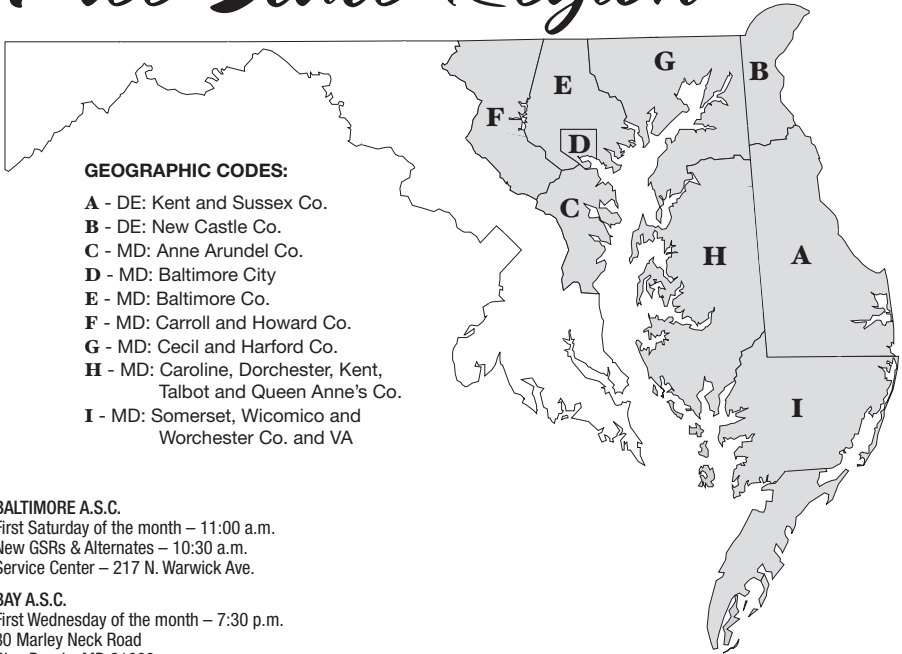 Free State Region
F
E
G
B
D
C
H
A
I
GEOGRAPHIC CODES:
A - DE: Kent and Sussex Co.
B - DE: New Castle Co.
C - MD: Anne Arundel Co.
D - MD: Baltimore City
E - MD: Baltimore Co.
F - MD: Carroll and Howard Co.
G - MD: Cecil and Harford Co.
H - MD: Caroline, Dorchester, Kent,
Talbot and Queen Anne's Co.
I - MD: Somerset, Wicomico and
Worchester Co. and VA
BALTIMORE A.S.C.
First Saturday of the month – 11:00 a.m.
New GSRs & Alternates – 10:30 a.m.
Service Center – 217 N. Warwick Ave.
BAY A.S.C.
First Wednesday of the month – 7:30 p.m.
Marley Neck Road